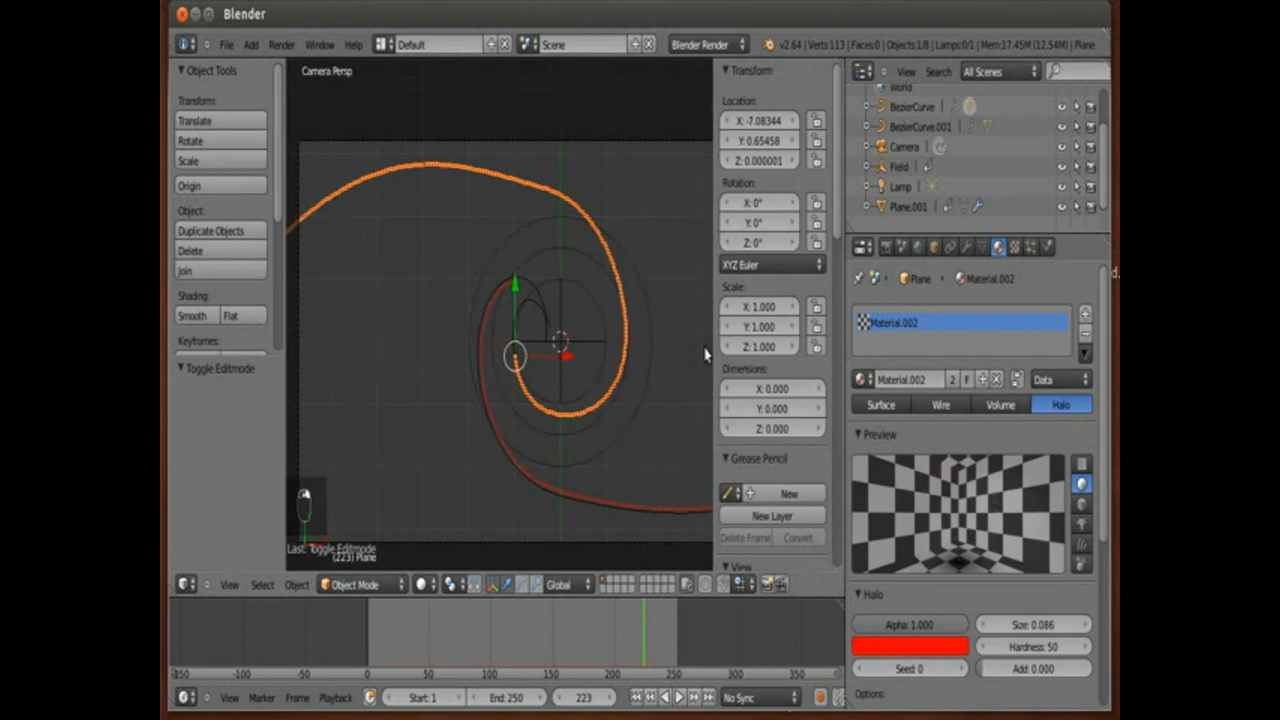 Blender
File Add Render Window Help Default Scene Blender Render v2.64 | Verts:113 | Faces:0 | Objects:1/8 | Lamps:0/1 | Mem:17.45M (12.54M) | Plane
Object Tools
Transform:
Translate
Rotate
Scale
Origin
Object:
Duplicate Objects
Delete
Join
Shading:
Smooth Flat
Keyframes:
Toggle Editmode
Camera Persp
Last: Toggle Editmode
(223) Plane
Transform
Location:
X: -7.08344
Y: 0.65458
Z: 0.000001
Rotation:
X: 0°
Y: 0°
Z: 0°
XYZ Euler
Scale:
X: 1.000
Y: 1.000
Z: 1.000
Dimensions:
X: 0.000
Y: 0.000
Z: 0.000
Grease Pencil
New
New Layer
Delete Frame Convert
View
View Search All Scenes
World
BezierCurve
BezierCurve.001
Camera
Field
Lamp
Plane.001
d.
Plane Material.002
Material.002
Material.002 2 F Data
Surface Wire Volume Halo
Preview
Halo
Alpha: 1.000 Size: 0.086
Hardness: 50
Seed: 0 Add: 0.000
Options:
View Select Object Object Mode Global
-150 -100 -50 0 50 100 150 200 250 300 350
View Marker Frame Playback Start: 1 End: 250 223 No Sync